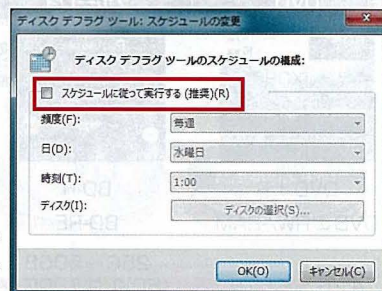 ディスク デフラグ ツール: スケジュールの変更
ディスク デフラグ ツールのスケジュールの構成:
スケジュールに従って実行する (推奨)(R)
頻度(F):
毎週
日(D):
水曜日
時刻(T):
1:00
ディスク(I):
ディスクの選択(S)...
OK(O)
キャンセル(C)